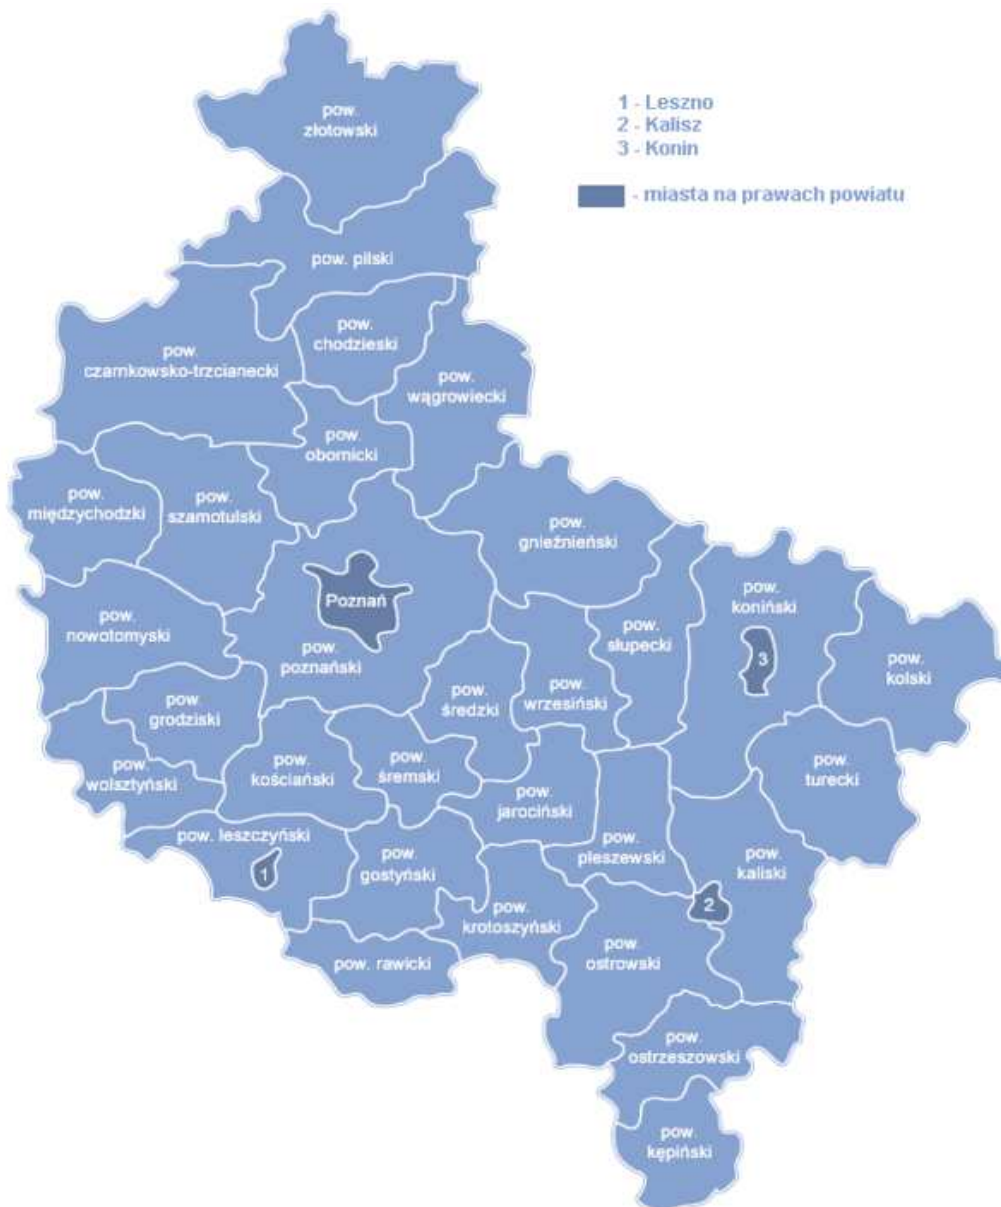 1 - Leszno
2 - Kalisz
3 - Konin
- miasta na prawach powiatu
pow.
złotowski
pow. pilski
pow.
chodzieski
pow.
czarnkowsko-trzcianecki
pow.
wągrowiecki
pow.
obornicki
pow.
międzychodzki
pow.
szamotulski
pow.
gnieźnieński
Poznań
pow.
koniński
pow.
nowotomyski
pow.
słupecki
pow.
poznański
3
pow.
kolski
pow.
średzki
pow.
wrzesiński
pow.
grodziski
pow.
wolsztyński
pow.
kościański
pow.
śremski
pow.
turecki
pow.
jarociński
pow. leszczyński
pow.
pleszewski
pow.
kaliski
1
pow.
gostyński
2
pow.
krotoszyński
pow.
ostrowski
pow. rawicki
pow.
ostrzeszowski
pow.
kępiński